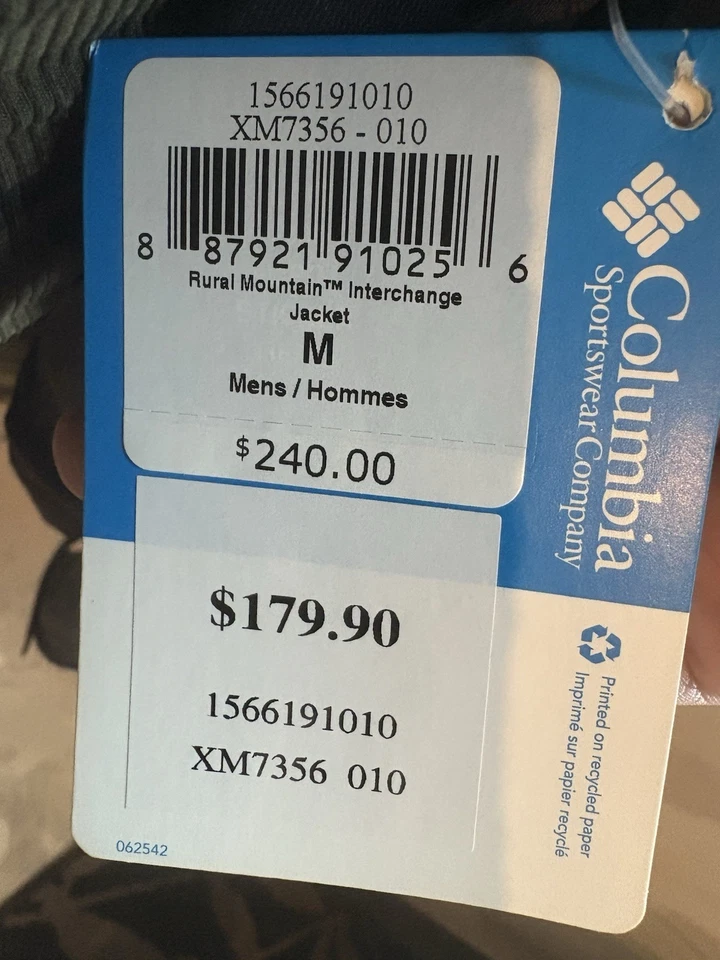 1566191010
XM7356 - 010
8 87921 91025 6
Rural Mountain™ Interchange
Jacket
M
Mens / Hommes
$240.00
$179.90
1566191010
XM7356 010
062542
Columbia
Sportswear Company
Printed on recycled paper
Imprimé sur papier recyclé